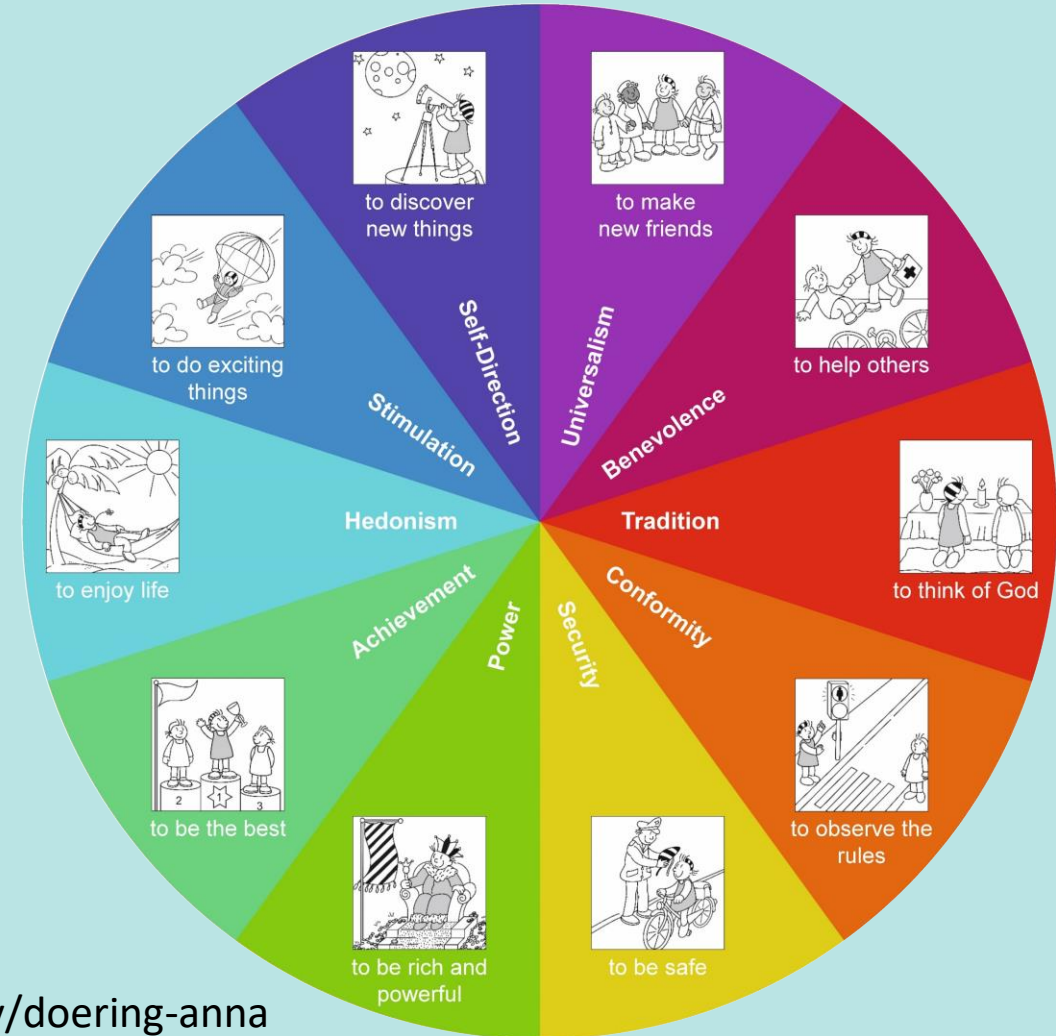 to discover
new things
Self-Direction
to make
new friends
Universalism
to help others
Benevolence
to think of God
Tradition
to observe the
rules
Conformity
to be safe
Security
to be rich and
powerful
Power
2
1
3
to be the best
Achievement
to enjoy life
Hedonism
to do exciting
things
Stimulation
/doering-anna